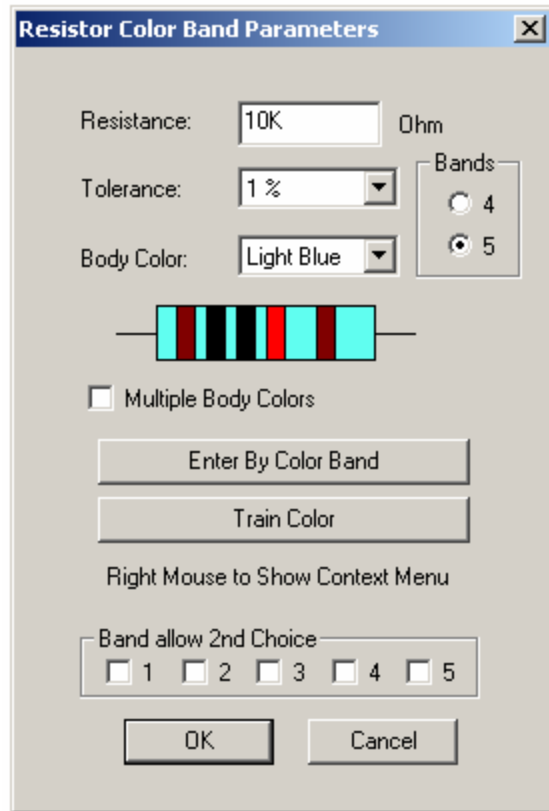 Resistor Color Band Parameters
Resistance: 10K Ohm
Bands
Tolerance: 1 %
4
5
Body Color: Light Blue
Multiple Body Colors
Enter By Color Band
Train Color
Right Mouse to Show Context Menu
Band allow 2nd Choice
1 2 3 4 5
OK Cancel